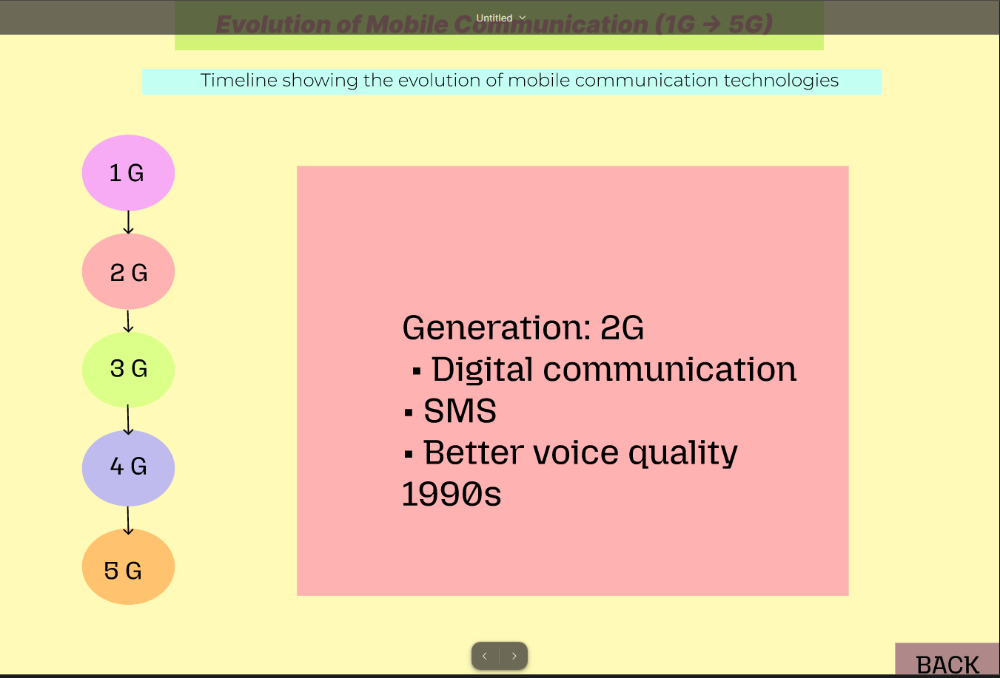 Untitled
Evolution of Mobile Communication (1G → 5G)
Timeline showing the evolution of mobile communication technologies
1 G
2 G
3 G
4 G
5 G
Generation: 2G
▪ Digital communication
▪ SMS
▪ Better voice quality
1990s
BACK